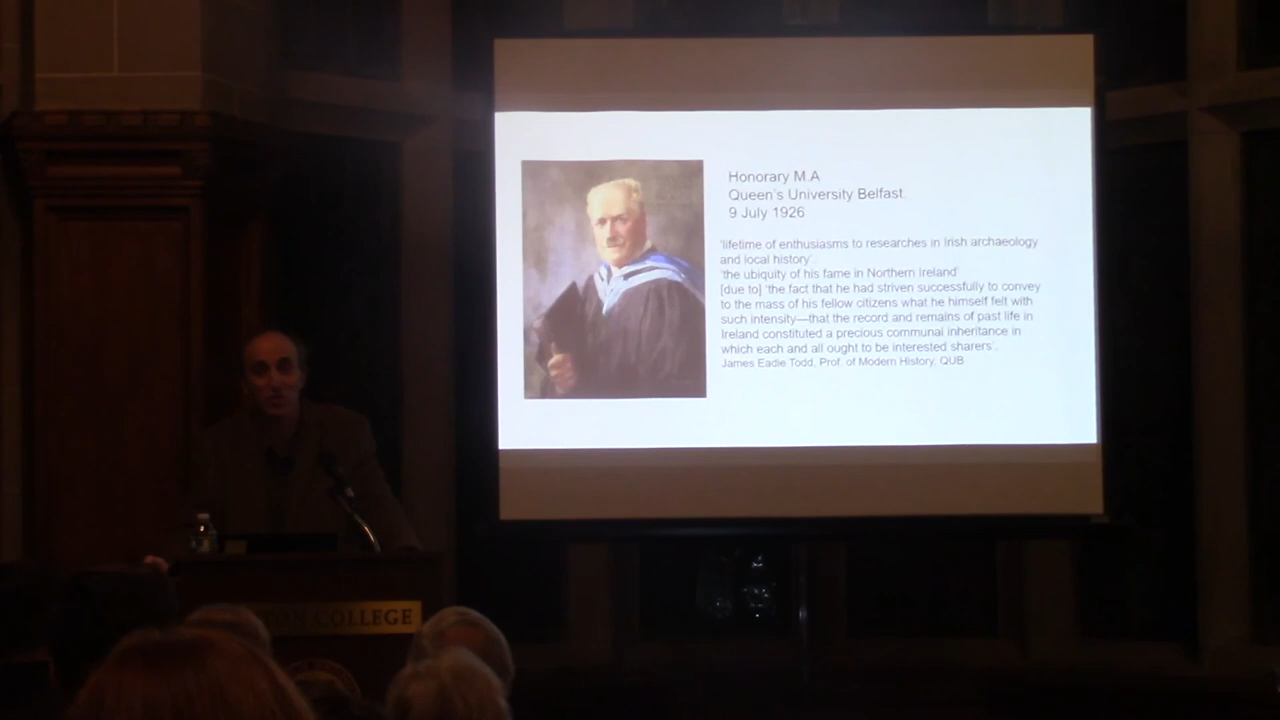 Honorary M.A
Queen's University Belfast.
9 July 1926
'lifetime of enthusiasms to researches in Irish archaeology
and local history'.
'the ubiquity of his fame in Northern Ireland'
[due to] 'the fact that he had striven successfully to convey
to the mass of his fellow citizens what he himself felt with
such intensity—that the record and remains of past life in
Ireland constituted a precious communal inheritance in
which each and all ought to be interested sharers'.
James Eadie Todd, Prof. of Modern History, QUB
TON COLLEGE